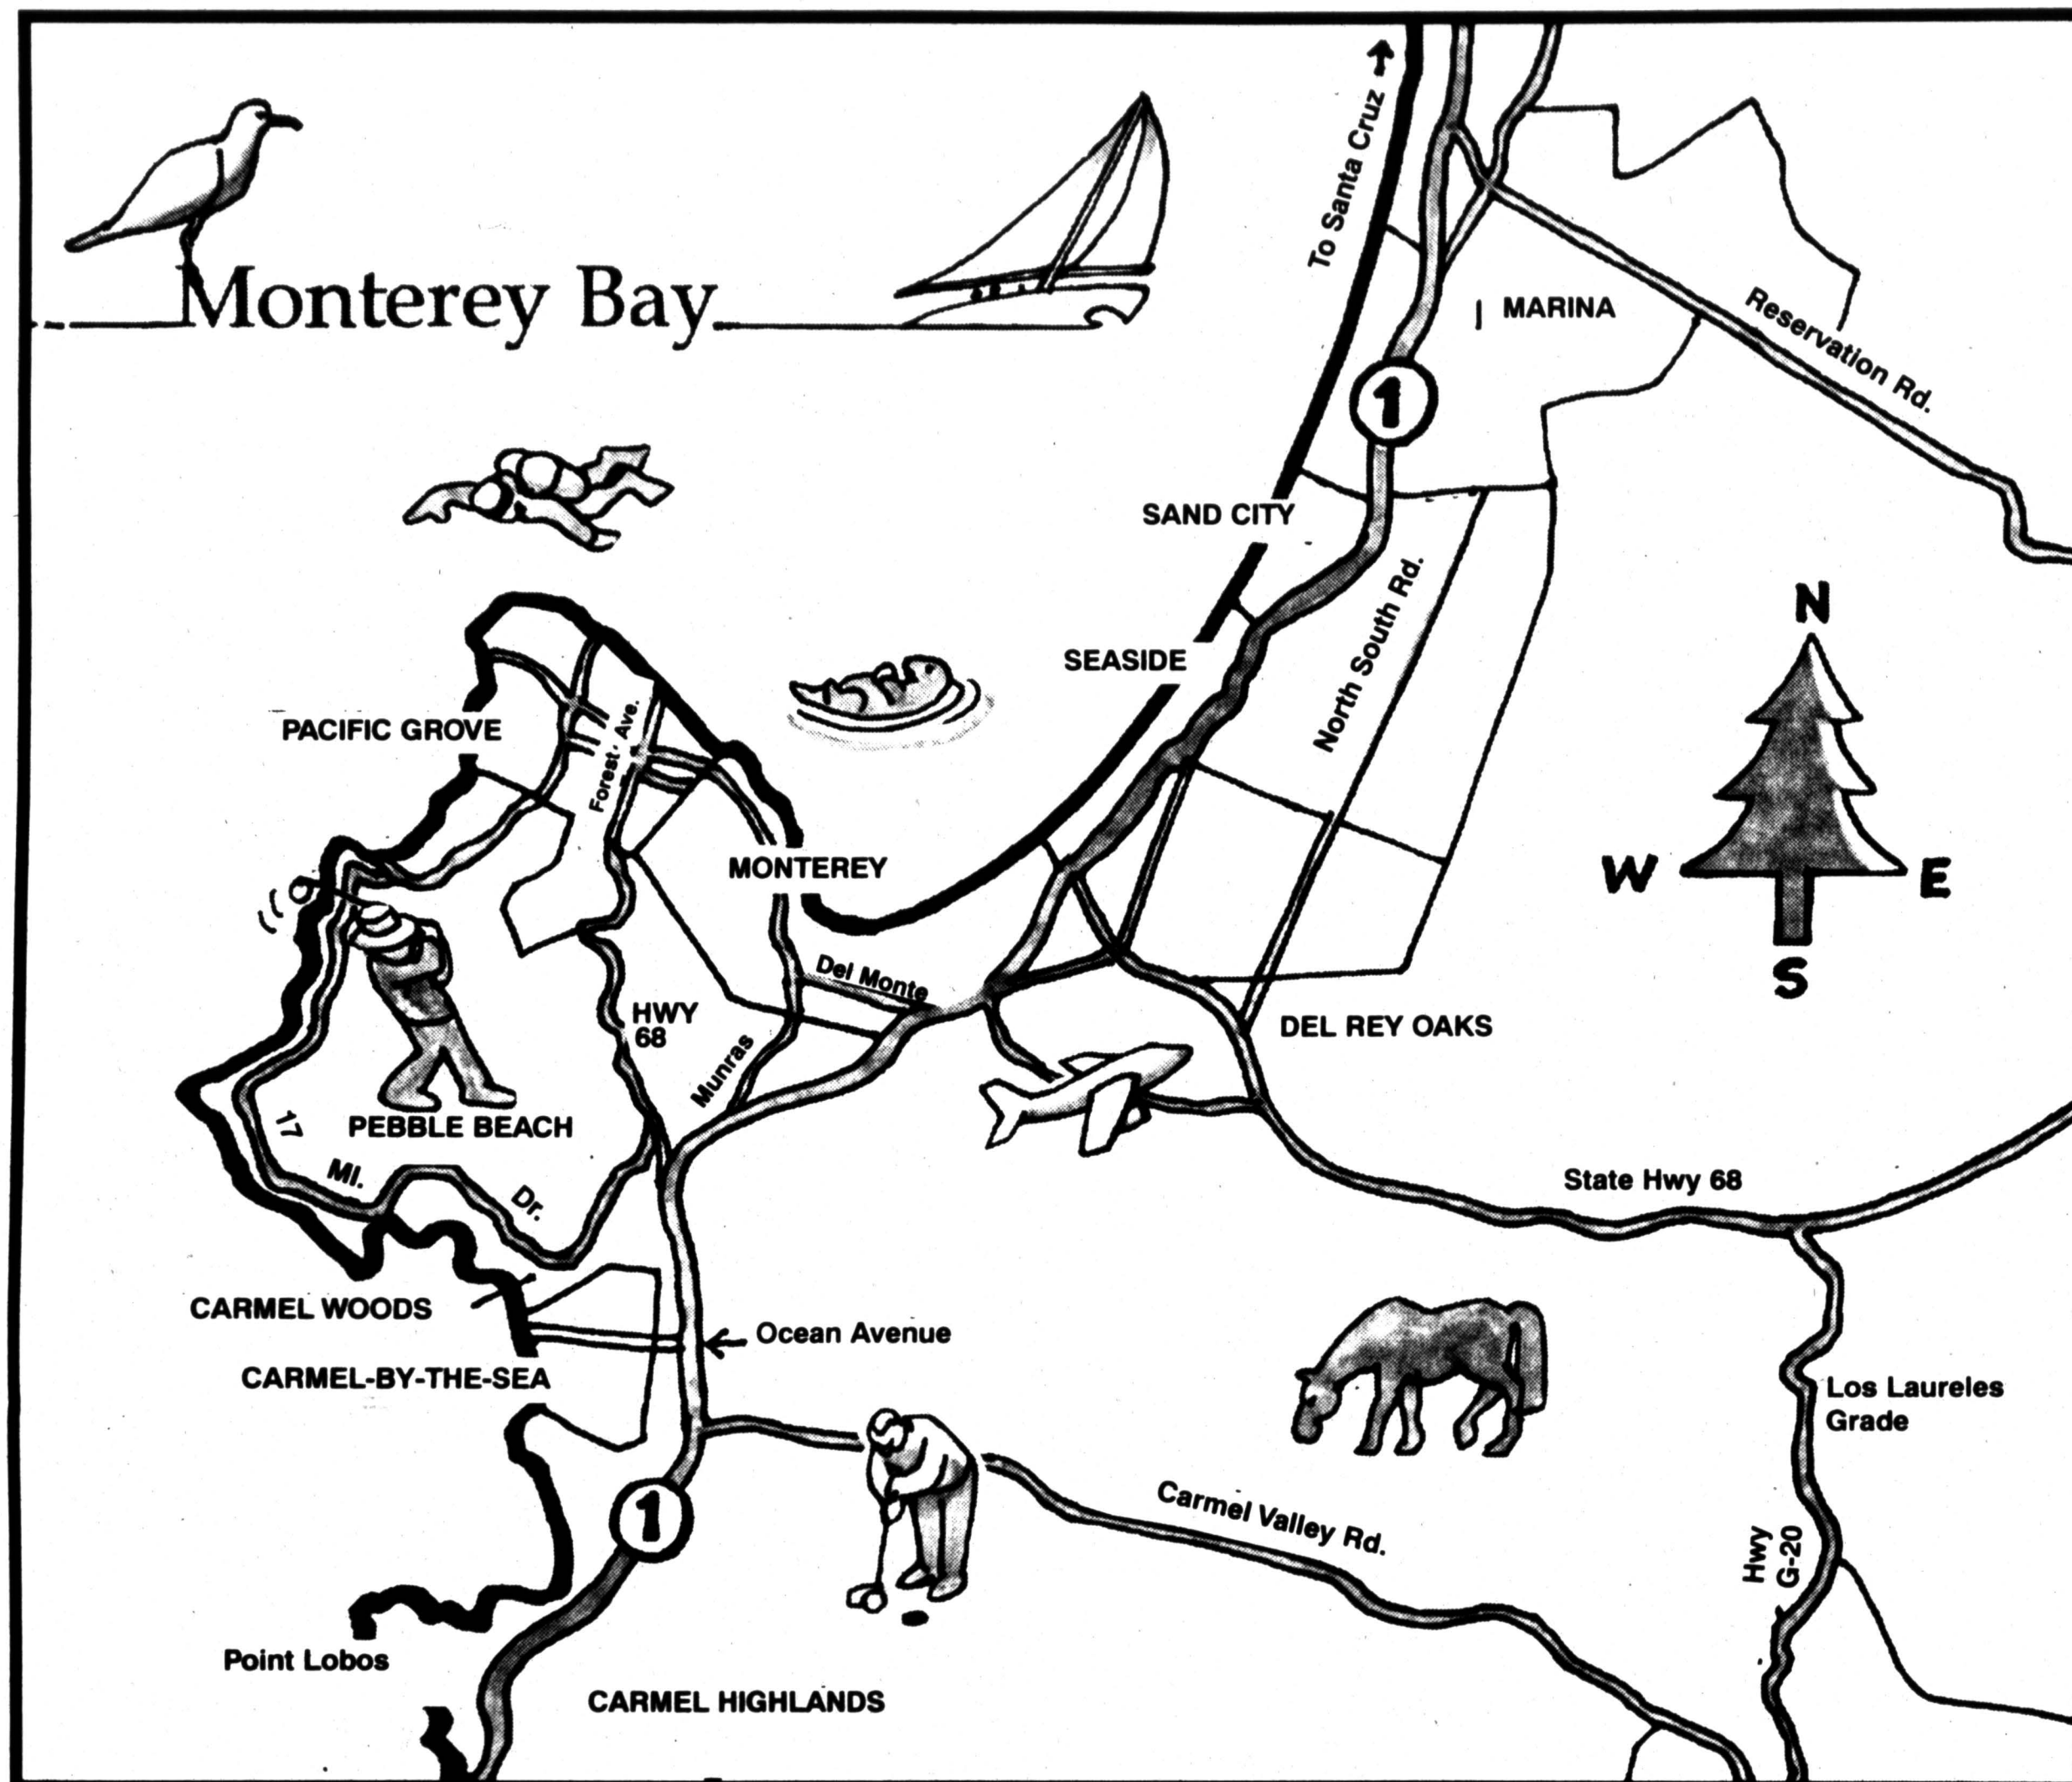 To Santa Cruz
Monterey Bay
MARINA
Reservation Rd.
1
SAND CITY
North South Rd.
N
SEASIDE
PACIFIC GROVE
Forest Ave.
MONTEREY
W
E
S
Del Monte
HWY
68
DEL REY OAKS
Munras
17
MI.
Dr.
PEBBLE BEACH
State Hwy 68
CARMEL WOODS
Ocean Avenue
CARMEL-BY-THE-SEA
Los Laureles
Grade
1
Carmel Valley Rd.
Hwy
G-20
Point Lobos
CARMEL HIGHLANDS